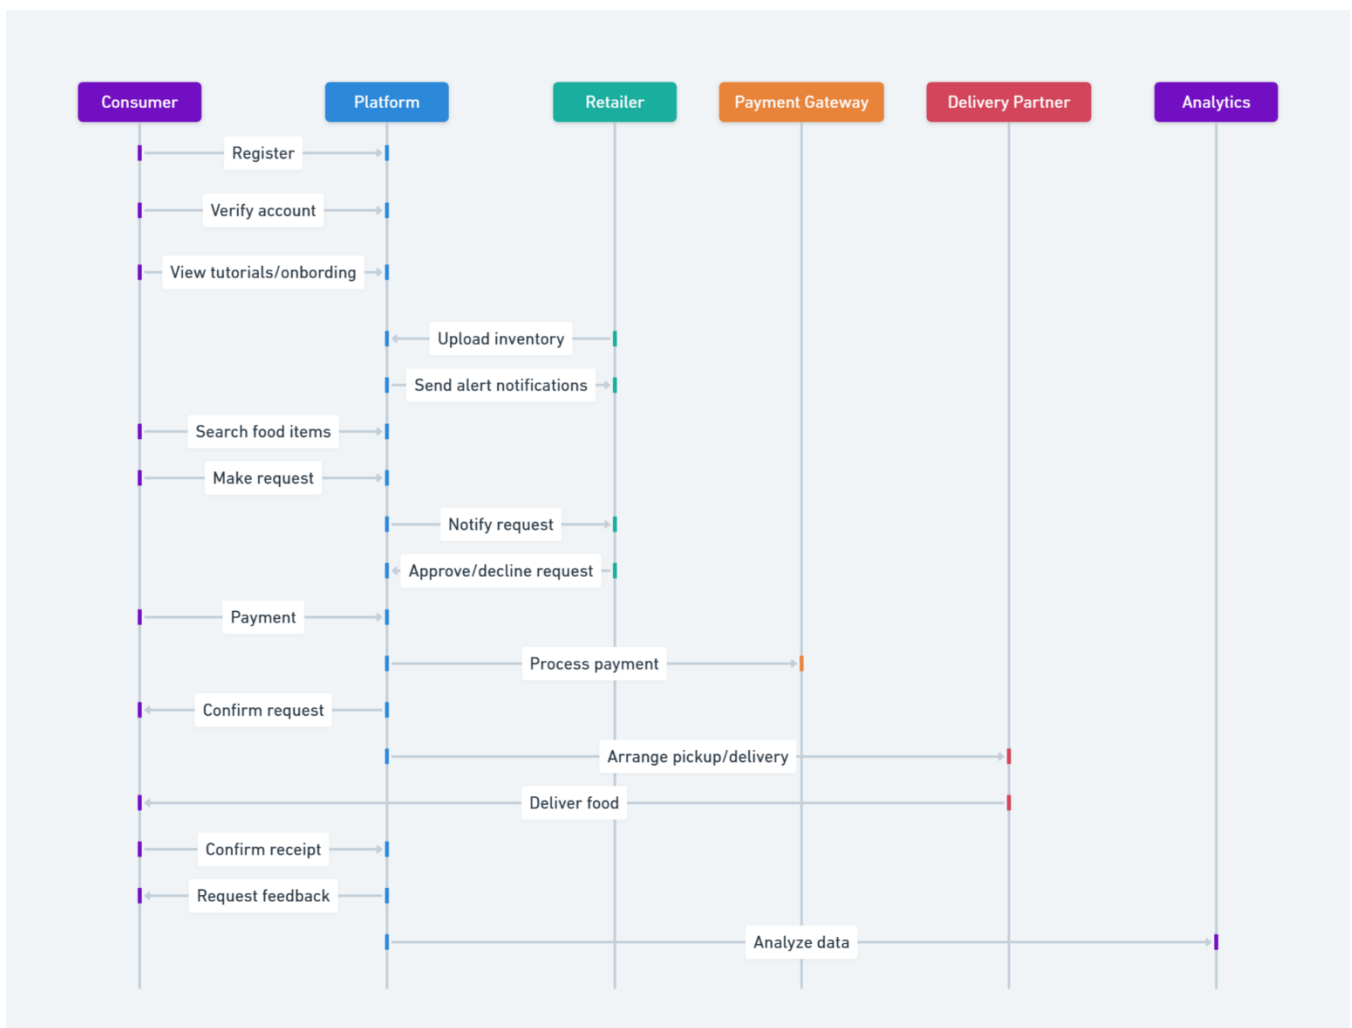 Consumer
Platform
Retailer
Payment Gateway
Delivery Partner
Analytics
Register
Verify account
View tutorials/onbording
Upload inventory
Send alert notifications
Search food items
Make request
Notify request
Approve/decline request
Payment
Process payment
Confirm request
Arrange pickup/delivery
Deliver food
Confirm receipt
Request feedback
Analyze data